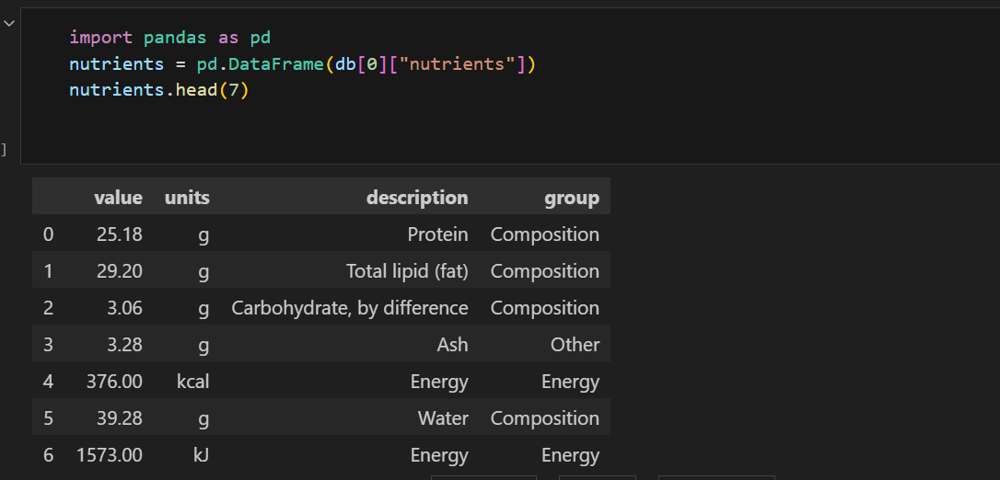 import pandas as pd
nutrients = pd.DataFrame(db[0]["nutrients"])
nutrients.head(7)
]
value units description group
0 25.18 g Protein Composition
1 29.20 g Total lipid (fat) Composition
2 3.06 g Carbohydrate, by difference Composition
3 3.28 g Ash Other
4 376.00 kcal Energy Energy
5 39.28 g Water Composition
6 1573.00 kJ Energy Energy